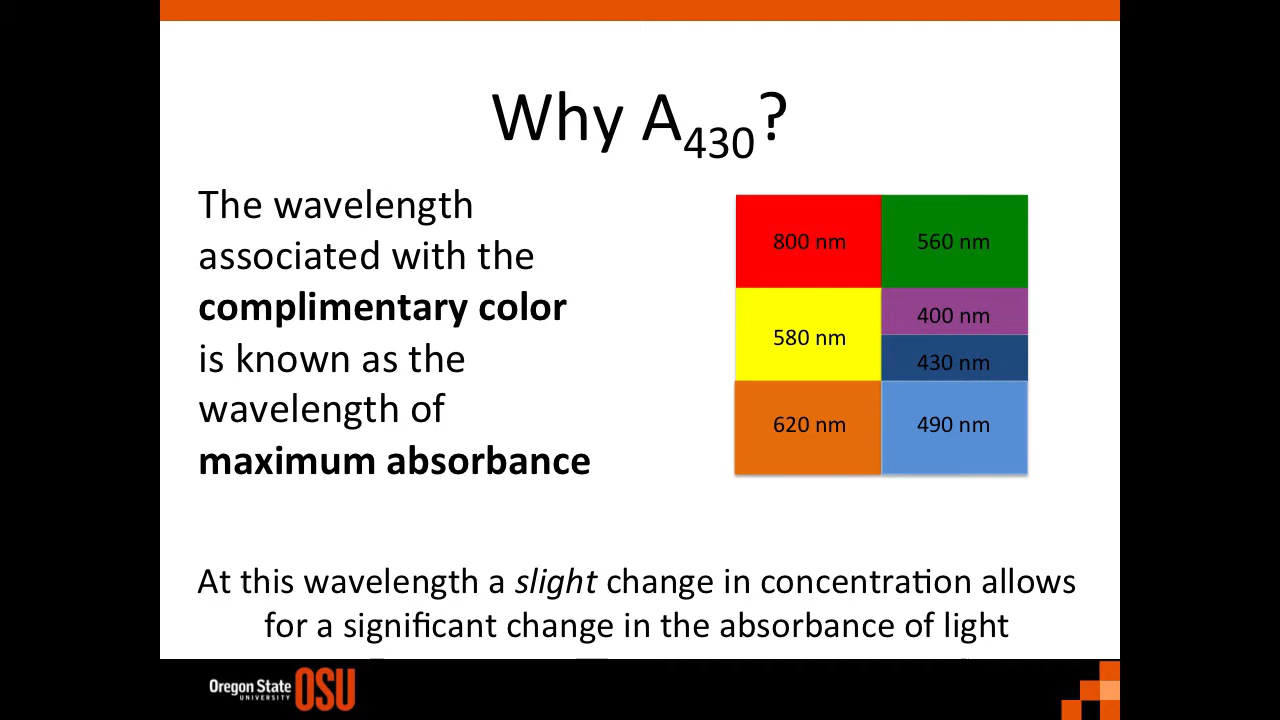 Why A430?
The wavelength
associated with the
complimentary color
is known as the
wavelength of
maximum absorbance
800 nm
560 nm
580 nm
400 nm
430 nm
620 nm
490 nm
At this wavelength a slight change in concentration allows
for a significant change in the absorbance of light
Oregon State
UNIVERSITY
OSU